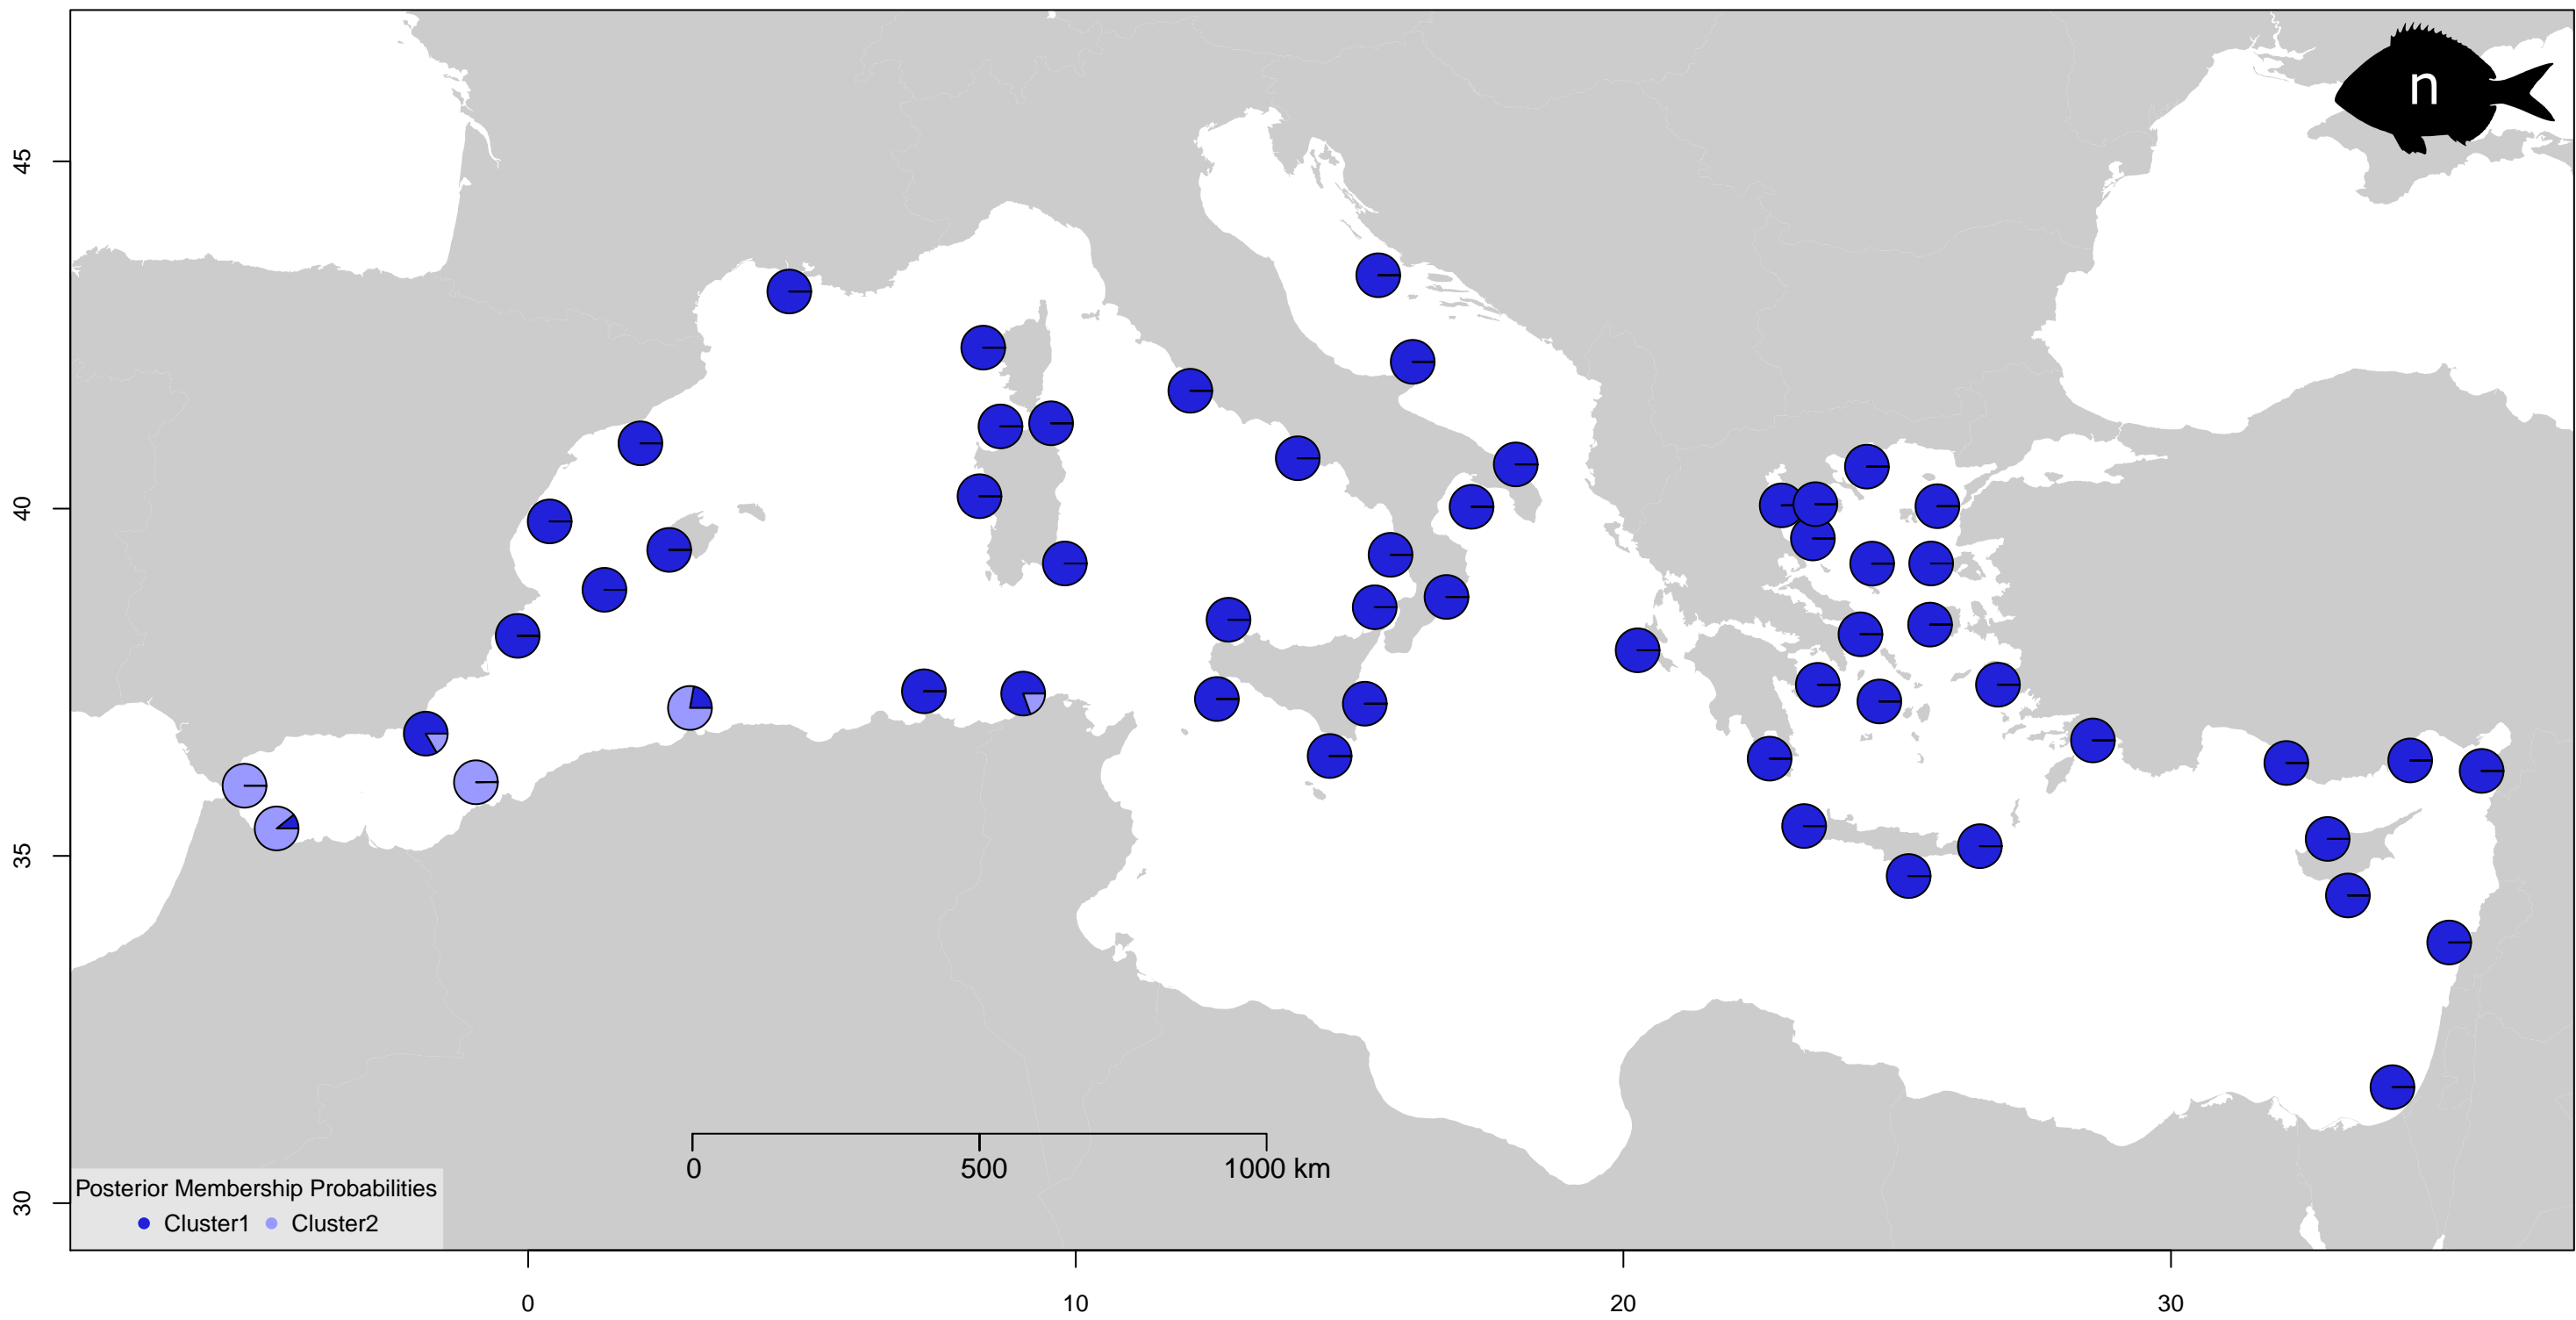 n
45
40
35
30
0 500 1000 km
Posterior Membership Probabilities
Cluster1 Cluster2
0 10 20 30